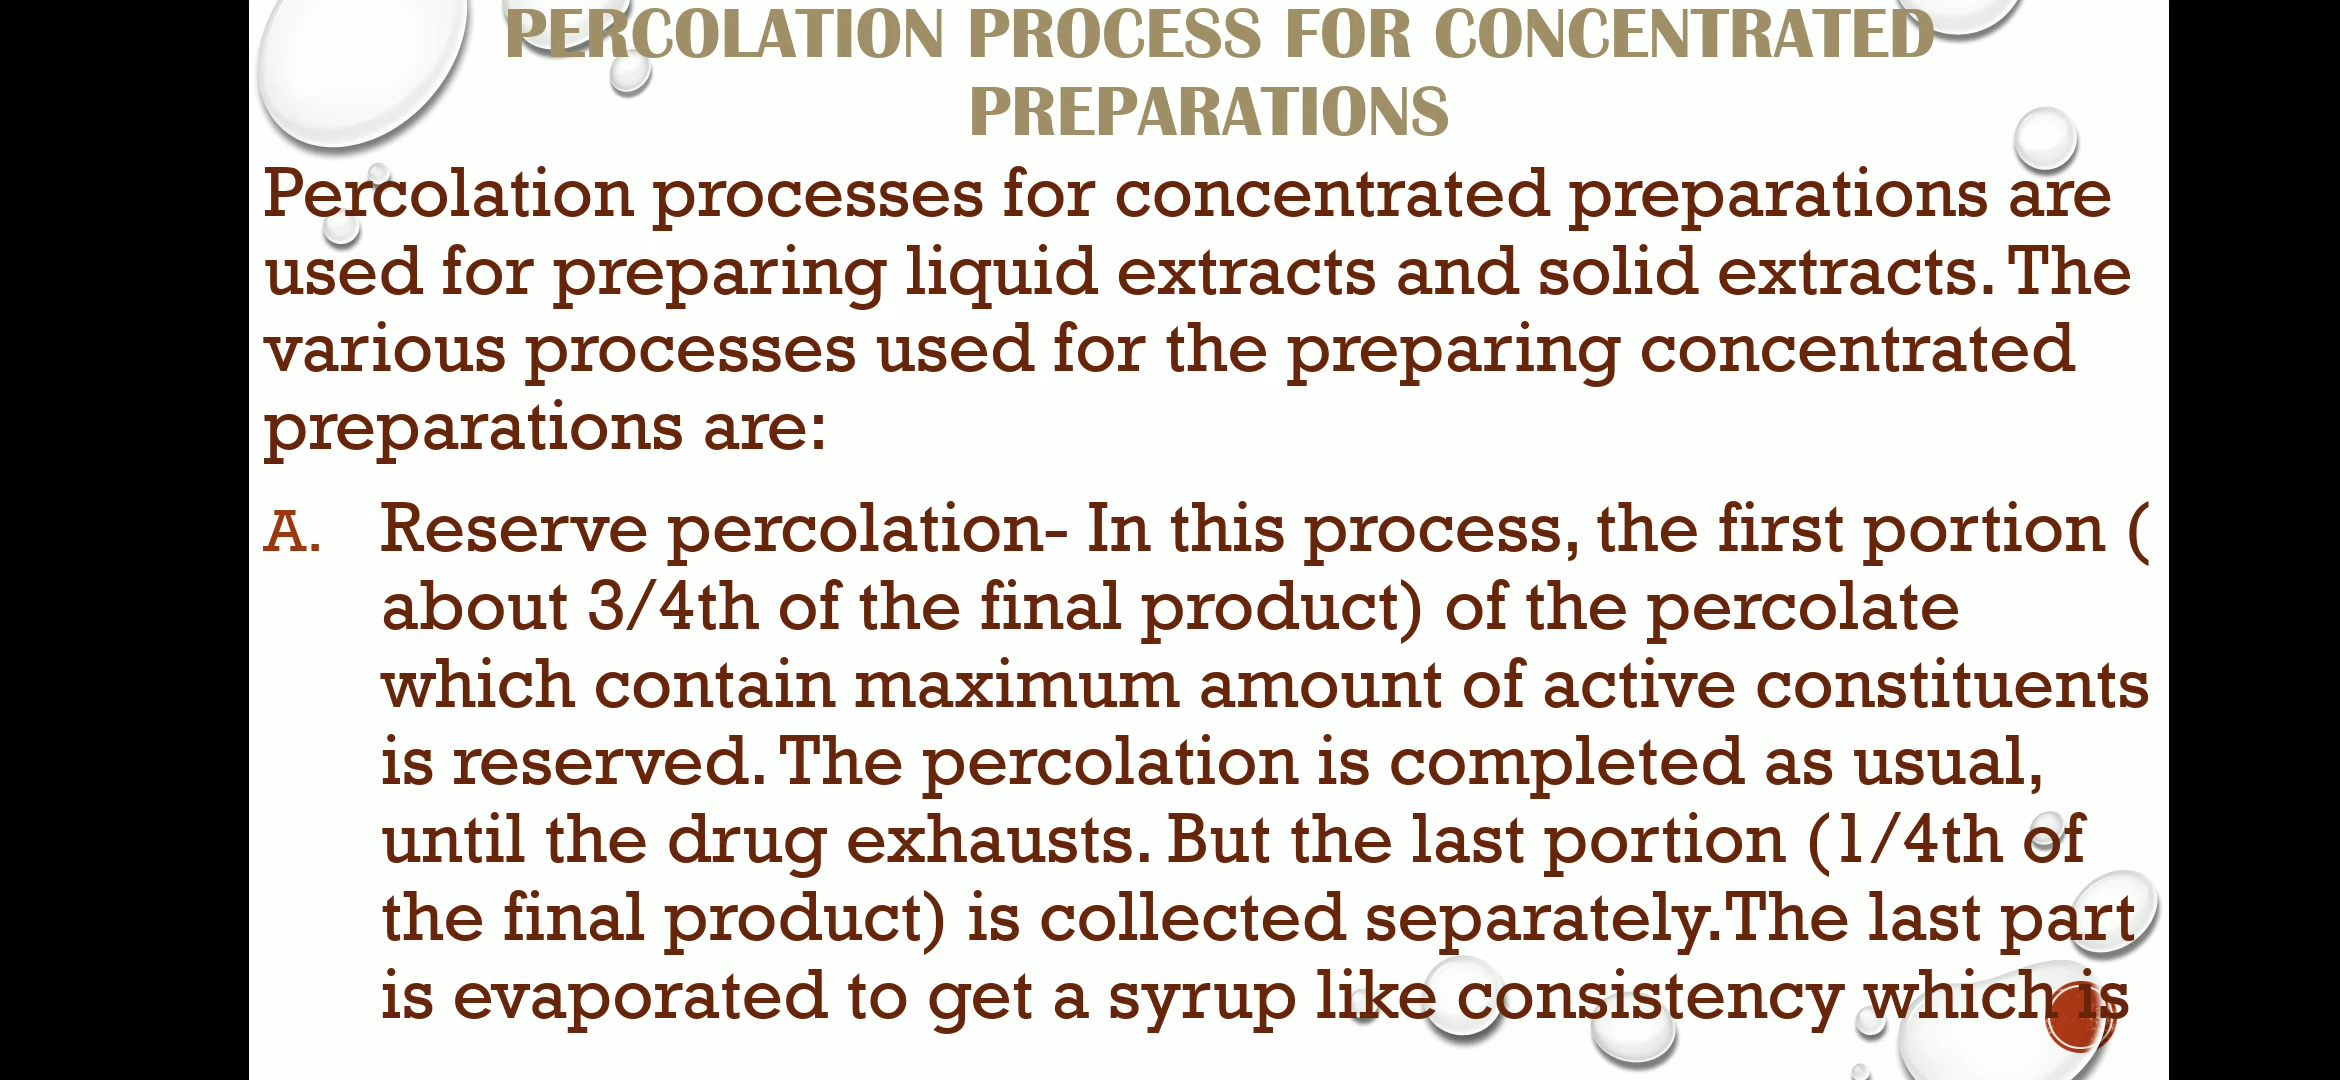 PERCOLATION PROCESS FOR CONCENTRATED
PREPARATIONS
Percolation processes for concentrated preparations are
used for preparing liquid extracts and solid extracts. The
various processes used for the preparing concentrated
preparations are:
A. Reserve percolation- In this process, the first portion (
about 3/4th of the final product) of the percolate
which contain maximum amount of active constituents
is reserved. The percolation is completed as usual,
until the drug exhausts. But the last portion (1/4th of
the final product) is collected separately.The last part
is evaporated to get a syrup like consistency which is